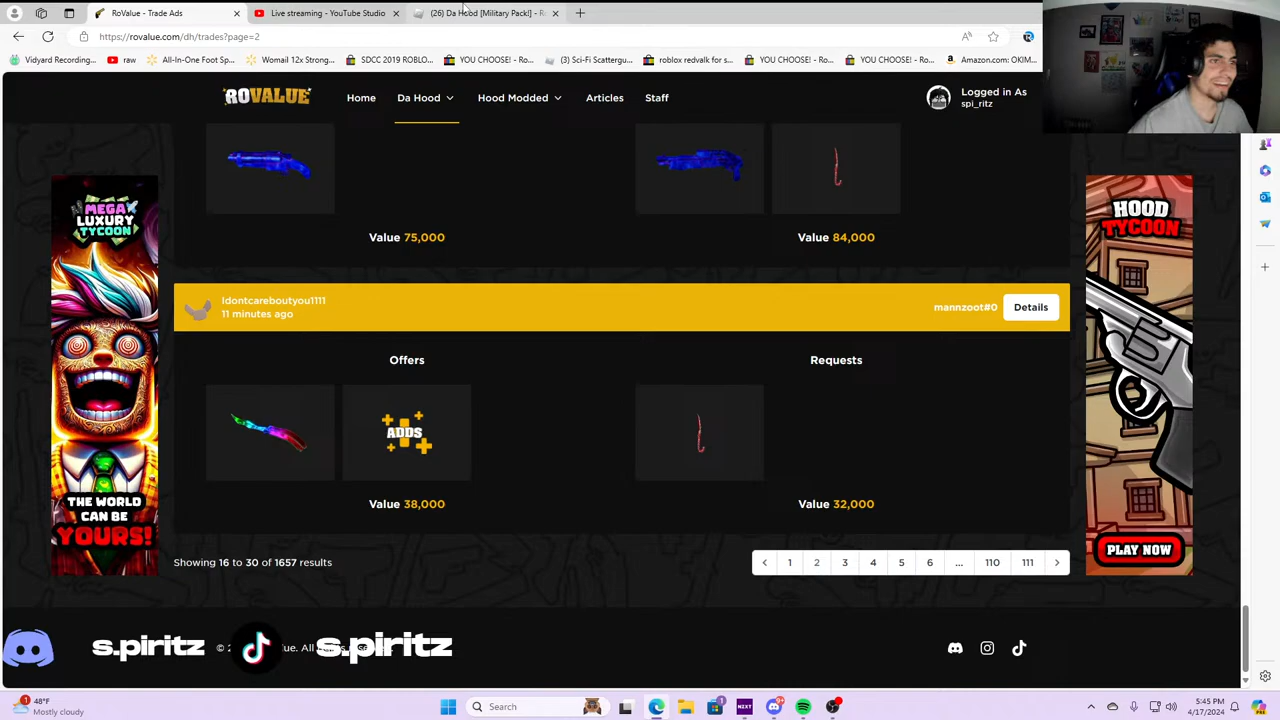 RoValue - Trade Ads
Live streaming - YouTube Studio
(26) Da Hood [Military Pack!] - Ro
https://rovalue.com/dh/trades?page=2
Vidyard Recording...
raw
All-In-One Foot Sp...
Womail 12x Strong...
SDCC 2019 ROBLO...
YOU CHOOSE! - Ro...
(3) Sci-Fi Scattergu...
roblox redvalk for s...
YOU CHOOSE! - Ro...
YOU CHOOSE! - Ro...
Amazon.com: OKIM...
ROVALUE
Home
Da Hood
Hood Modded
Articles
Staff
Logged in As
spi_ritz
Value 75,000
Value 84,000
MEGA
LUXURY
TYCOON
THE WORLD
CAN BE
YOURS!
HOOD
TYCOON
PLAY NOW
Idontcareboutyou1111
11 minutes ago
mannzoot#0
Details
Offers
Requests
ADDS
Value 38,000
Value 32,000
Showing 16 to 30 of 1657 results
1
2
3
4
5
6
...
110
111
s.piritz
s.piritz
48°F
Mostly cloudy
Search
NZXT
5:45 PM
4/17/2024